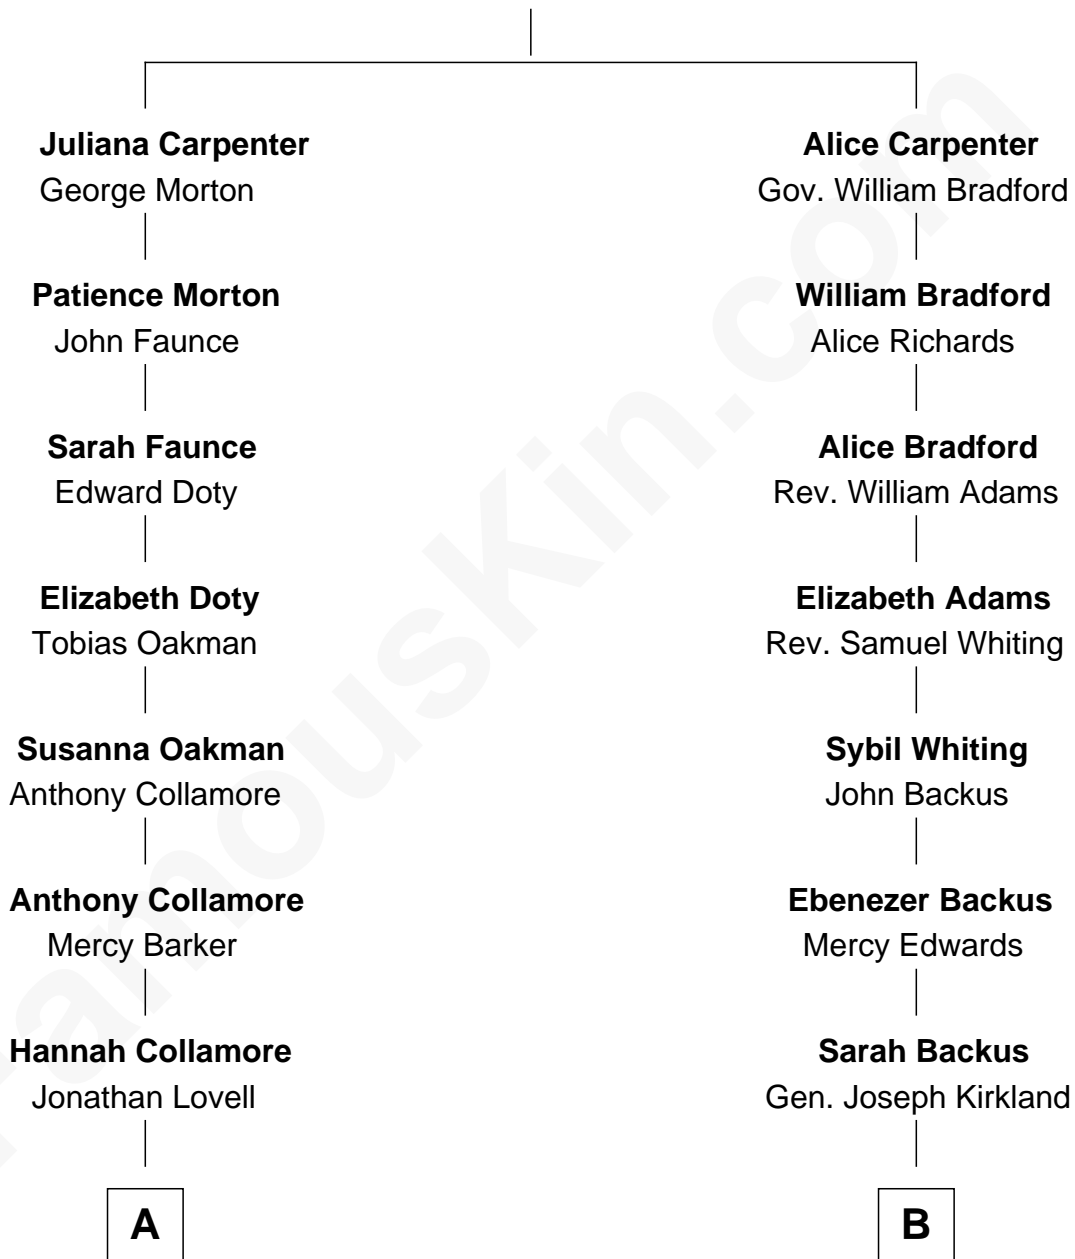 Juliana Carpenter
George Morton
Alice Carpenter
Gov. William Bradford
Patience Morton
John Faunce
William Bradford
Alice Richards
Sarah Faunce
Edward Doty
Alice Bradford
Rev. William Adams
Elizabeth Doty
Tobias Oakman
Elizabeth Adams
Rev. Samuel Whiting
Susanna Oakman
Anthony Collamore
Sybil Whiting
John Backus
Anthony Collamore
Mercy Barker
Ebenezer Backus
Mercy Edwards
Hannah Collamore
Jonathan Lovell
Sarah Backus
Gen. Joseph Kirkland
A
B
FamousKin.com